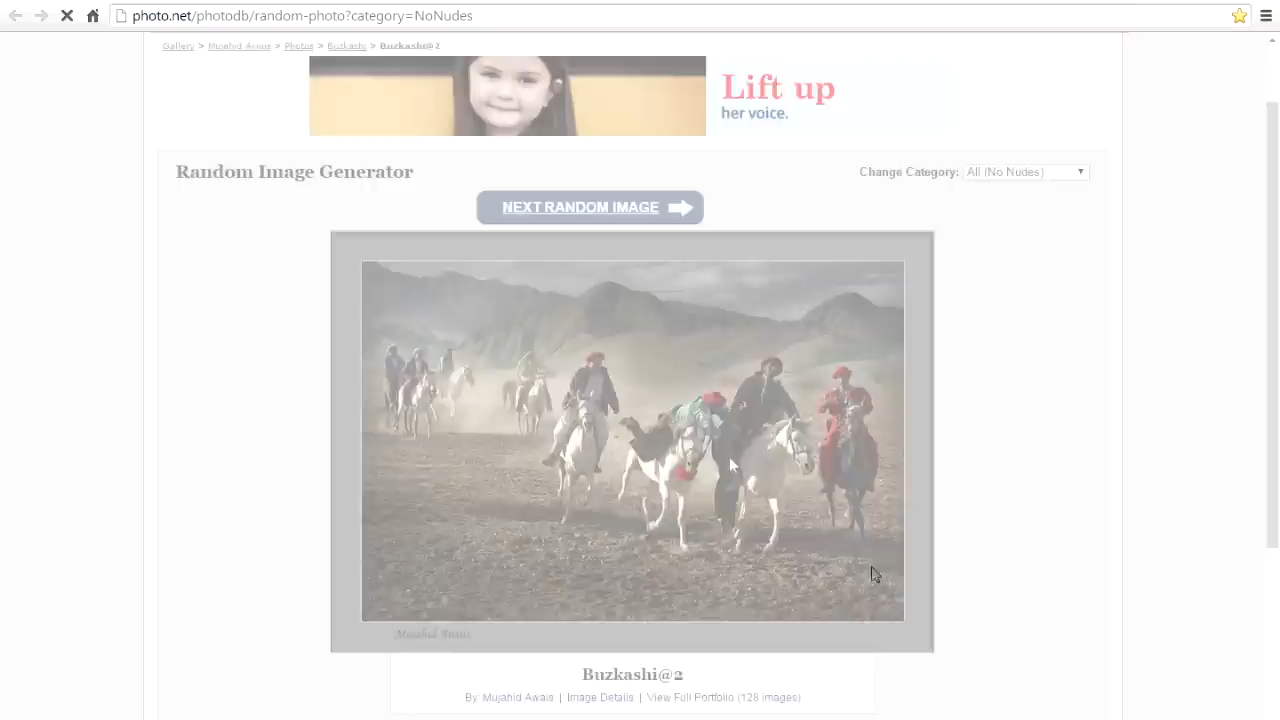 photo.net/photodb/random-photo?category=NoNudes
Gallery > Mujahid Awais > Photos > Buzkashi > Buzkashi@2
Lift up
her voice.
Random Image Generator
Change Category: All (No Nudes)
NEXT RANDOM IMAGE
Buzkashi@2
By: Mujahid Awais | Image Details | View Full Portfolio (128 images)